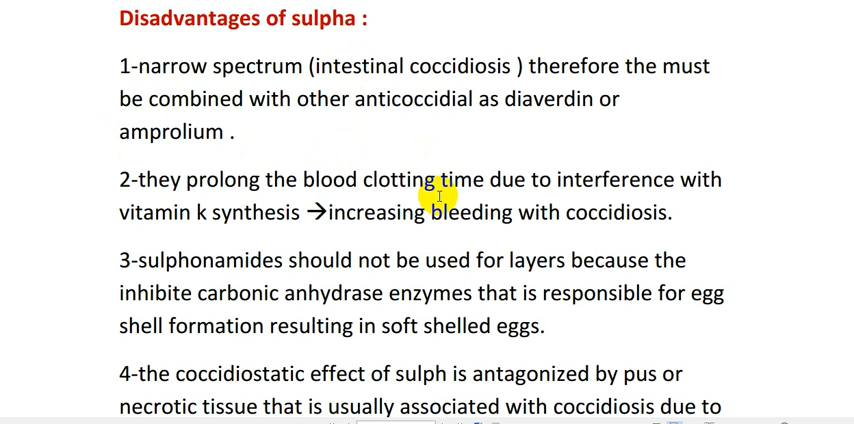 Disadvantages of sulpha :
1-narrow spectrum (intestinal coccidiosis ) therefore the must
be combined with other anticoccidial as diaverdin or
amprolium .
2-they prolong the blood clotting time due to interference with
vitamin k synthesis →increasing bleeding with coccidiosis.
3-sulphonamides should not be used for layers because the
inhibite carbonic anhydrase enzymes that is responsible for egg
shell formation resulting in soft shelled eggs.
4-the coccidiostatic effect of sulph is antagonized by pus or
necrotic tissue that is usually associated with coccidiosis due to